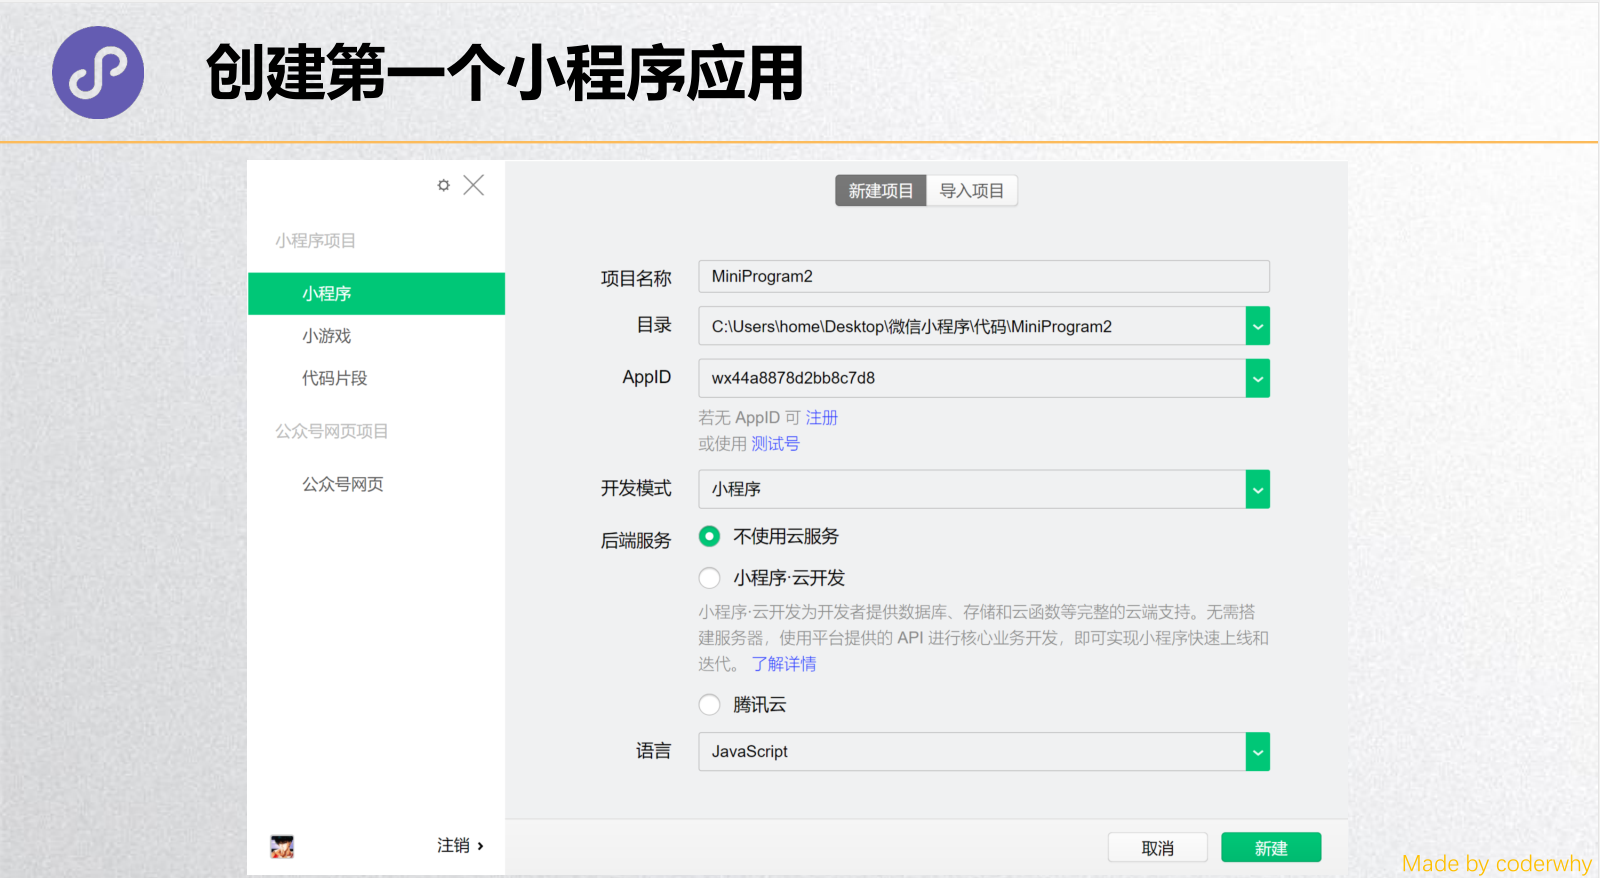 创建第一个小程序应用
小程序项目
小程序
小游戏
代码片段
公众号网页项目
公众号网页
注销
新建项目 导入项目
项目名称 MiniProgram2
目录 C:\Users\home\Desktop\微信小程序\代码\MiniProgram2
AppID wx44a8878d2bb8c7d8
若无 AppID 可 注册
或使用 测试号
开发模式 小程序
后端服务 不使用云服务
小程序·云开发
小程序·云开发为开发者提供数据库、存储和云函数等完整的云端支持。无需搭
建服务器，使用平台提供的 API 进行核心业务开发，即可实现小程序快速上线和
迭代。 了解详情
腾讯云
语言 JavaScript
取消 新建
Made by coderwhy